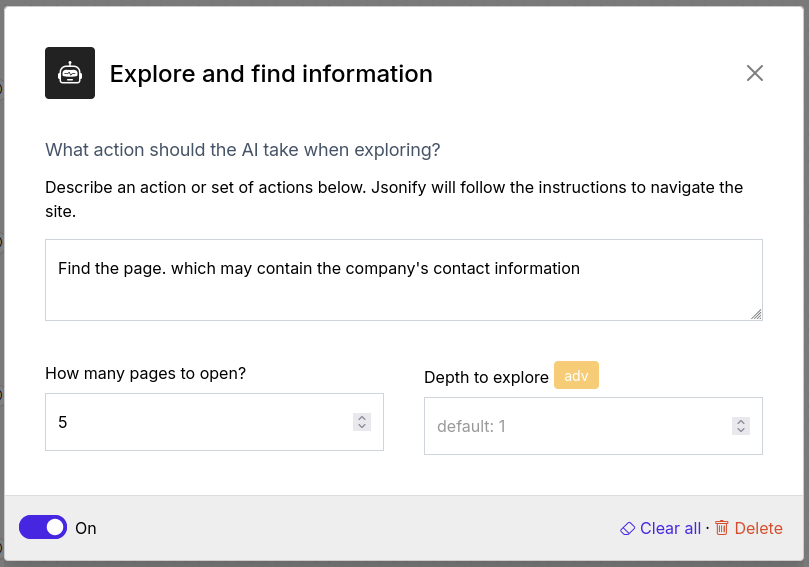 Explore and find information
What action should the AI take when exploring?
Describe an action or set of actions below. Jsonify will follow the instructions to navigate the
site.
Find the page. which may contain the company's contact information
How many pages to open?
5
Depth to explore adv
default: 1
On
Clear all · Delete